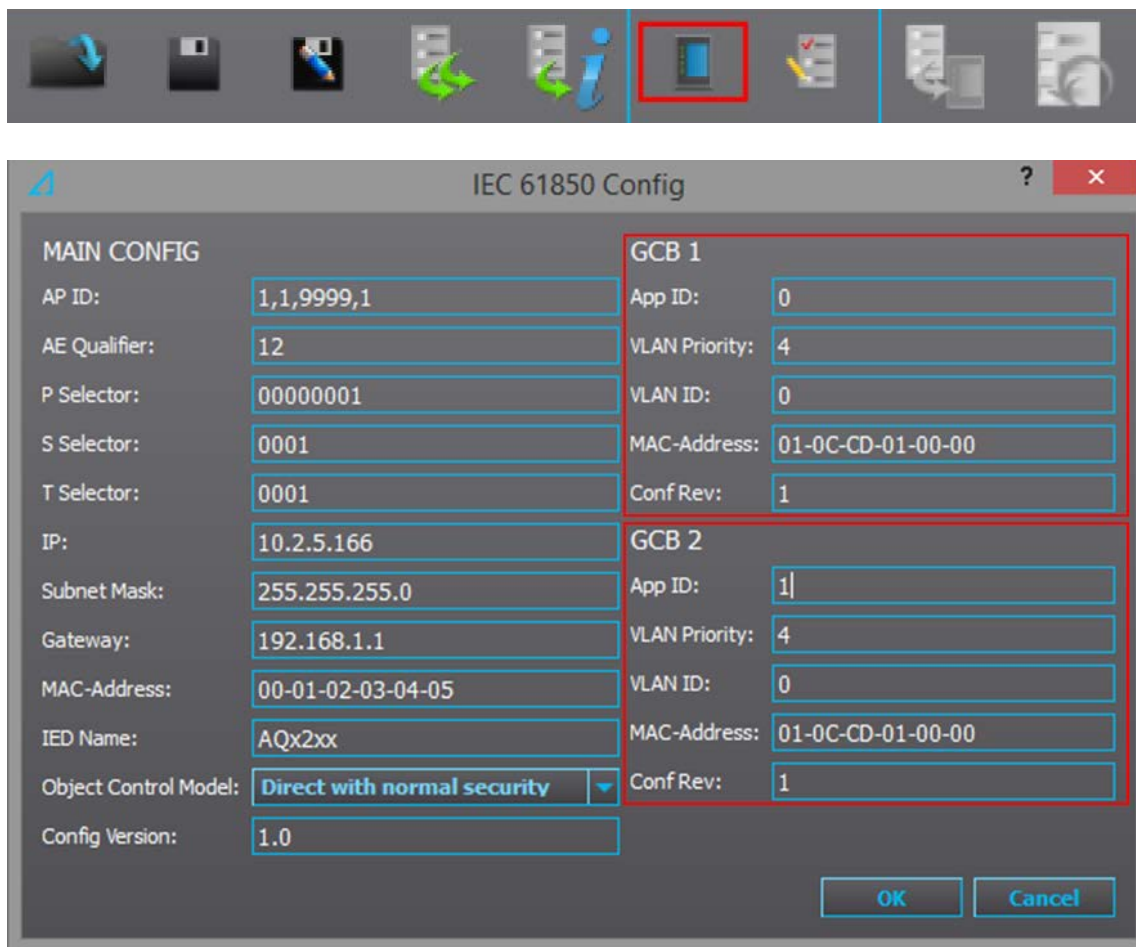 IEC 61850 Config
?
MAIN CONFIG
AP ID: 1,1,9999,1
AE Qualifier: 12
P Selector: 00000001
S Selector: 0001
T Selector: 0001
IP: 10.2.5.166
Subnet Mask: 255.255.255.0
Gateway: 192.168.1.1
MAC-Address: 00-01-02-03-04-05
IED Name: AQx2xx
Object Control Model: Direct with normal security
Config Version: 1.0
GCB 1
App ID: 0
VLAN Priority: 4
VLAN ID: 0
MAC-Address: 01-0C-CD-01-00-00
Conf Rev: 1
GCB 2
App ID: 1
VLAN Priority: 4
VLAN ID: 0
MAC-Address: 01-0C-CD-01-00-00
Conf Rev: 1
OK Cancel